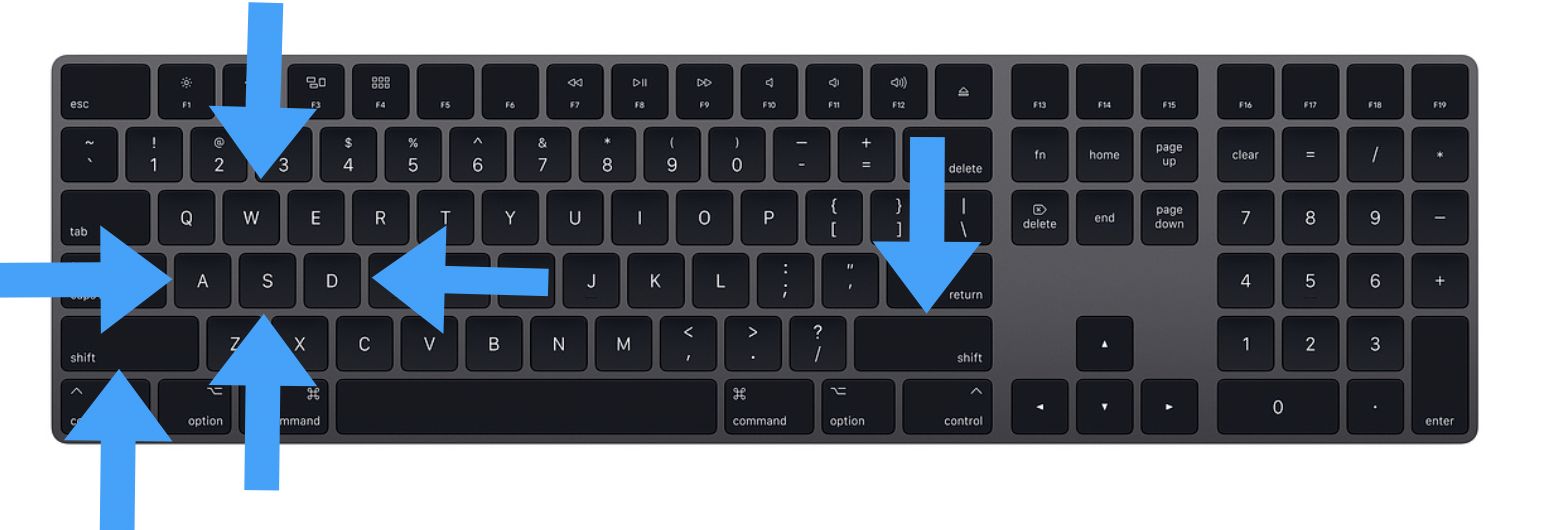 esc F1 F3 F4 F5 F6 F7 F8 F9 F10 F11 F12 F13 F14 F15 F16 F17 F18 F19
~ ! @ $ % ^ & * ( ) — +
` 1 2 3 4 5 6 7 8 9 0 - = delete fn home page up clear = / *
tab Q W E R T Y U I O P { [ } ] | \ delete end page down 7 8 9 −
A S D J K L : ; " ' return 4 5 6 +
shift Z X C V B N M < , > . ? / shift 1 2 3
option ⌘ mmand ⌘ command option control 0 . enter